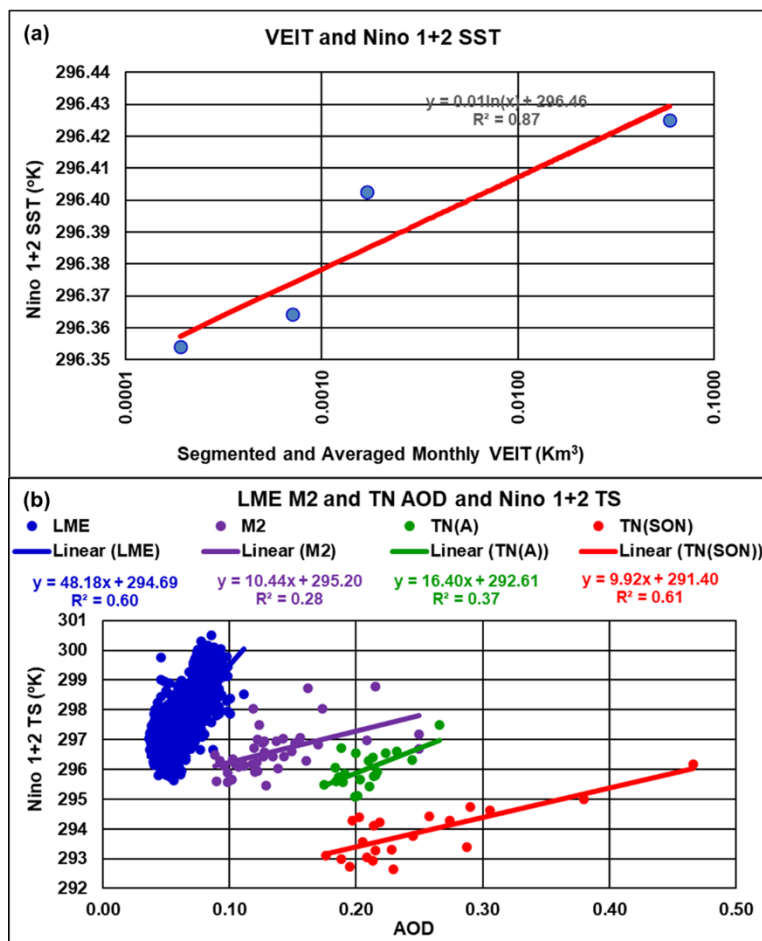 (a)
VEIT and Nino 1+2 SST
296.44
296.43
296.42
296.41
296.40
296.39
296.38
296.37
296.36
296.35
Nino 1+2 SST (ºK)
y = 0.01ln(x) + 296.46
R² = 0.87
0.0001
0.0010
0.0100
0.1000
Segmented and Averaged Monthly VEIT (Km³)
(b)
LME M2 and TN AOD and Nino 1+2 TS
LME M2 TN(A) TN(SON)
Linear (LME) Linear (M2) Linear (TN(A)) Linear (TN(SON))
y = 48.18x + 294.69 y = 10.44x + 295.20 y = 16.40x + 292.61 y = 9.92x + 291.40
R² = 0.60 R² = 0.28 R² = 0.37 R² = 0.61
301
300
299
298
297
296
295
294
293
292
Nino 1+2 TS (ºK)
0.00 0.10 0.20 0.30 0.40 0.50
AOD